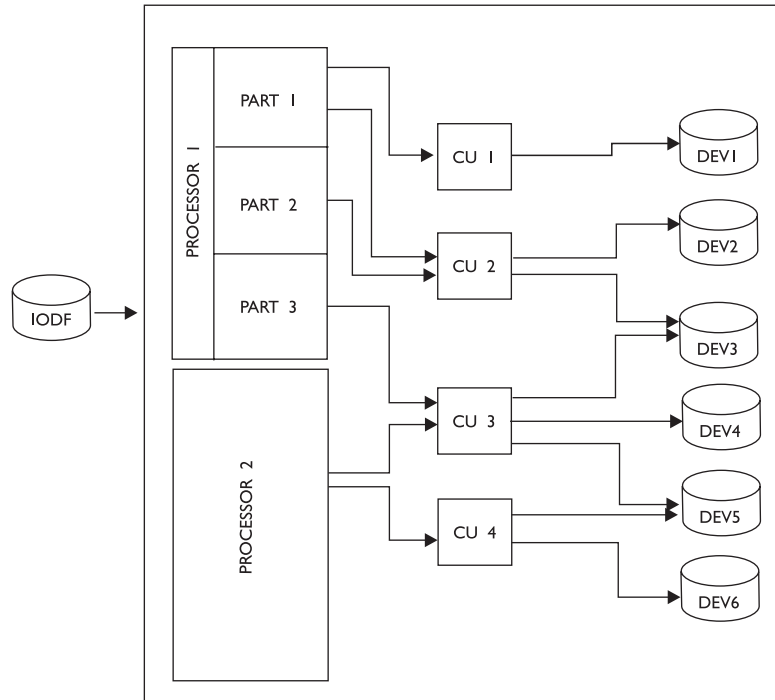 IODF
PROCESSOR 1
PART 1
PART 2
PART 3
PROCESSOR 2
CU 1
CU 2
CU 3
CU 4
DEV1
DEV2
DEV3
DEV4
DEV5
DEV6